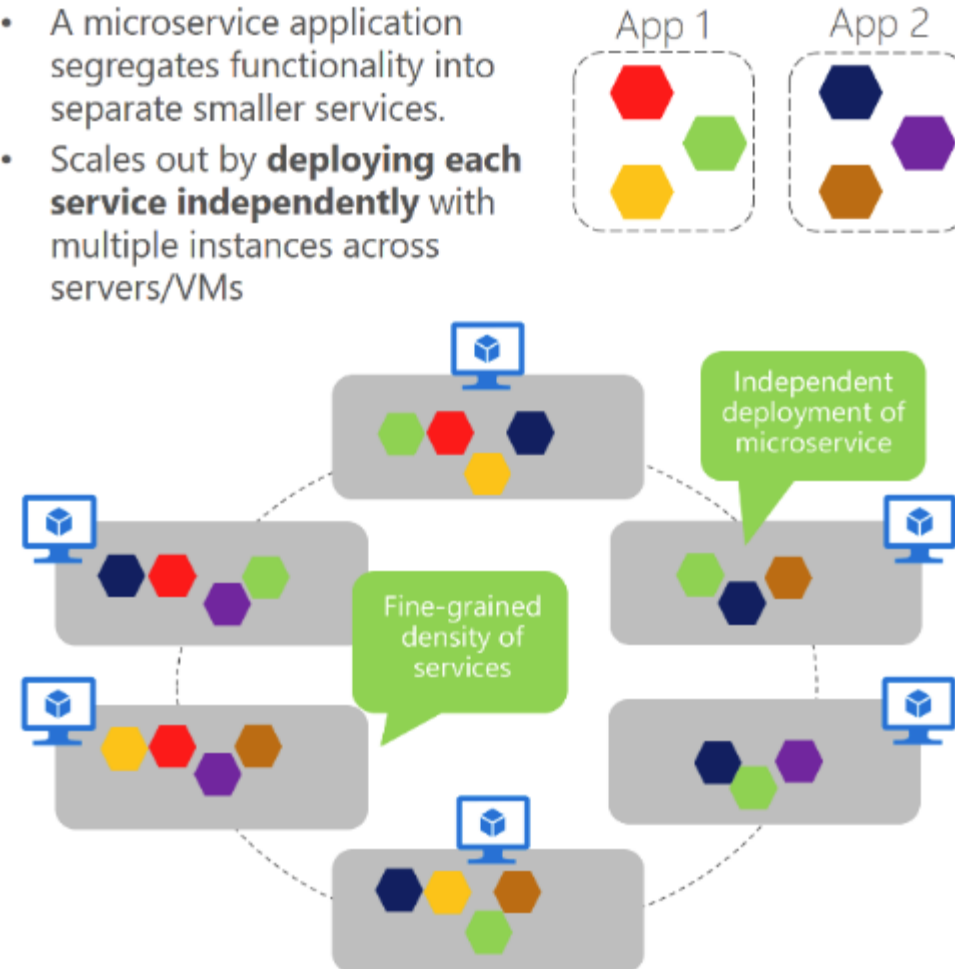 • A microservice application
segregates functionality into
separate smaller services.
• Scales out by deploying each
service independently with
multiple instances across
servers/VMs
App 1
App 2
Independent
deployment of
microservice
Fine-grained
density of
services